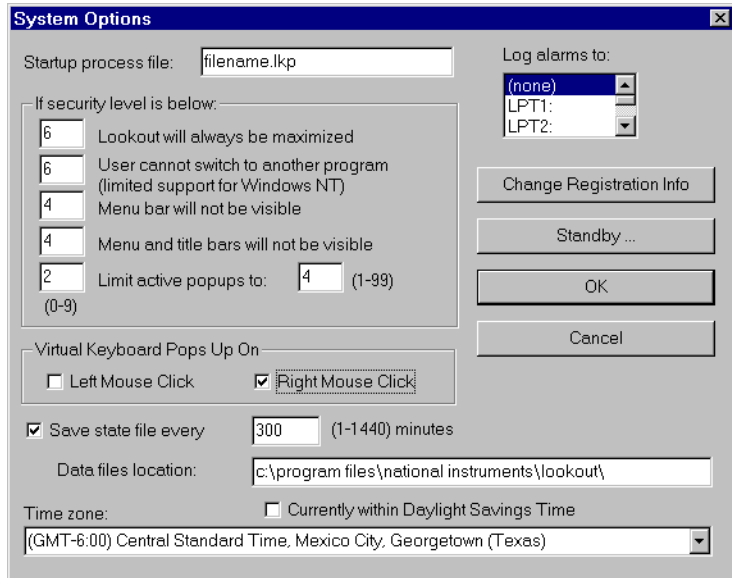 System Options
Startup process file: filename.lkp
Log alarms to:
(none)
LPT1:
LPT2:
If security level is below:
6 Lookout will always be maximized
6 User cannot switch to another program
(limited support for Windows NT)
4 Menu bar will not be visible
4 Menu and title bars will not be visible
2 Limit active popups to: 4 (1-99)
(0-9)
Change Registration Info
Standby ...
OK
Cancel
Virtual Keyboard Pops Up On
Left Mouse Click Right Mouse Click
Save state file every 300 (1-1440) minutes
Data files location: c:\program files\national instruments\lookout\
Time zone: Currently within Daylight Savings Time
(GMT-6:00) Central Standard Time, Mexico City, Georgetown (Texas)